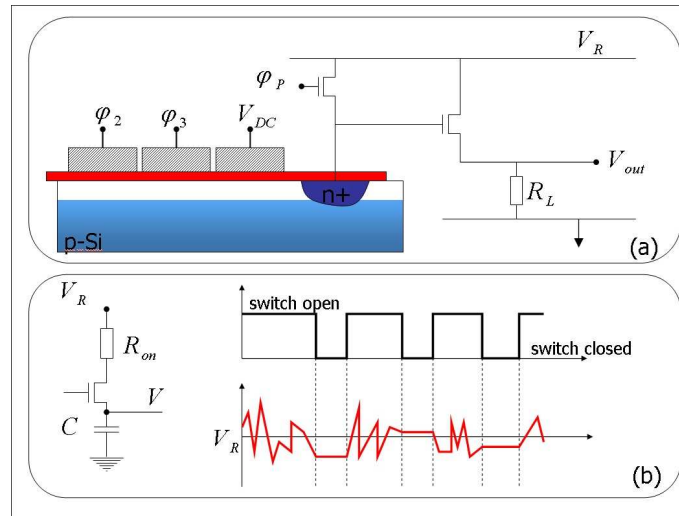 V_R
φ_P
φ_2 φ_3 V_DC
V_out
n+
R_L
p-Si
(a)
V_R
switch open
R_on
switch closed
V
C
V_R
(b)